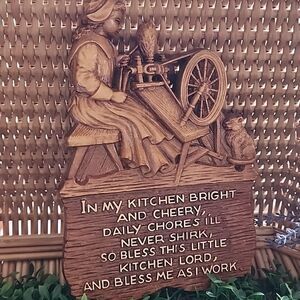 IN MY KITCHEN BRIGHT
AND CHEERY,
DAILY CHORES I'LL
NEVER SHIRK,
SO BLESS THIS LITTLE
KITCHEN LORD,
AND BLESS ME AS I WORK